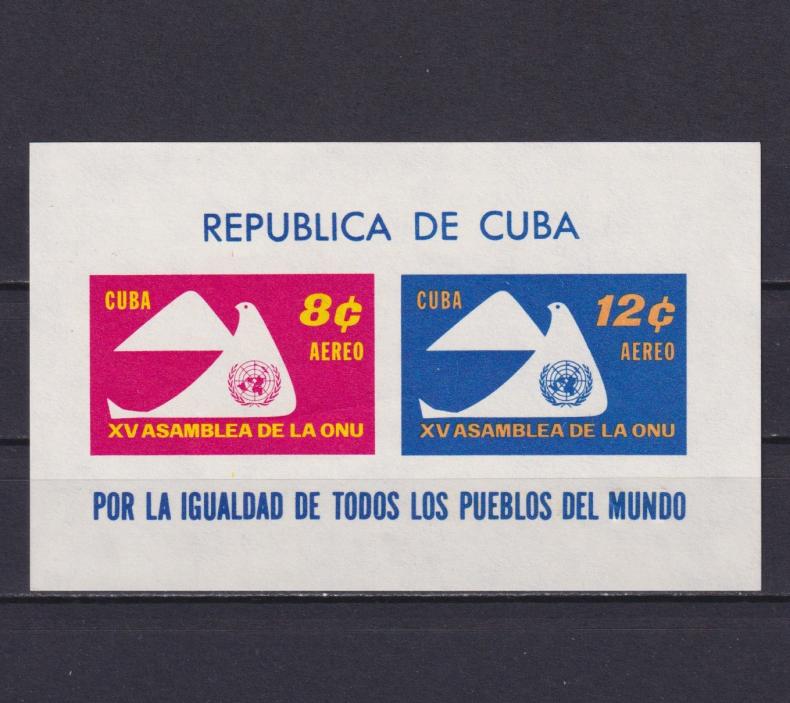 REPUBLICA DE CUBA
CUBA 8¢
AEREO
XV ASAMBLEA DE LA ONU
CUBA 12¢
AEREO
XV ASAMBLEA DE LA ONU
POR LA IGUALDAD DE TODOS LOS PUEBLOS DEL MUNDO